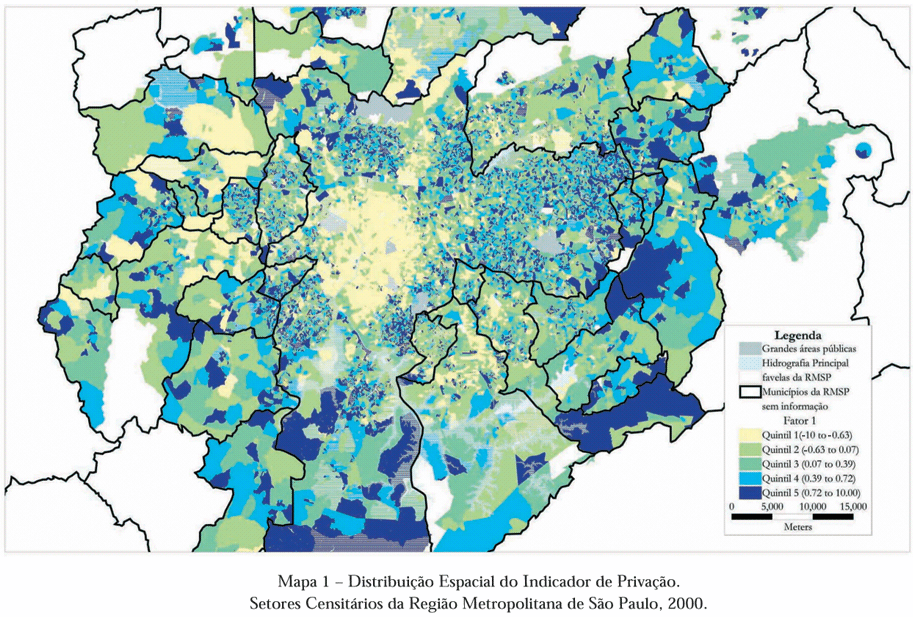 Legenda
Grandes áreas públicas
Hidrografia Principal
favelas da RMSP
Municípios da RMSP
sem informação
Fator 1
Quintil 1(-10 to -0.63)
Quintil 2 (-0.63 to 0.07)
Quintil 3 (0.07 to 0.39)
Quintil 4 (0.39 to 0.72)
Quintil 5 (0.72 to 10.00)
0 5,000 10,000 15,000
Meters
Mapa 1 – Distribuição Espacial do Indicador de Privação.
Setores Censitários da Região Metropolitana de São Paulo, 2000.